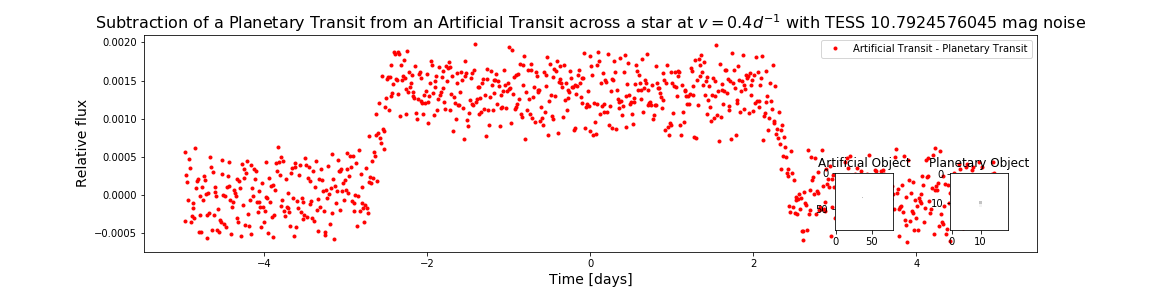 Subtraction of a Planetary Transit from an Artificial Transit across a star at v = 0.4d⁻¹ with TESS 10.7924576045 mag noise
Artificial Transit - Planetary Transit
Relative flux
0.0020
0.0015
0.0010
0.0005
0.0000
−0.0005
Artificial Object
0
50
0 50
Planetary Object
0
10
0 10
−4 −2 0 2 4
Time [days]